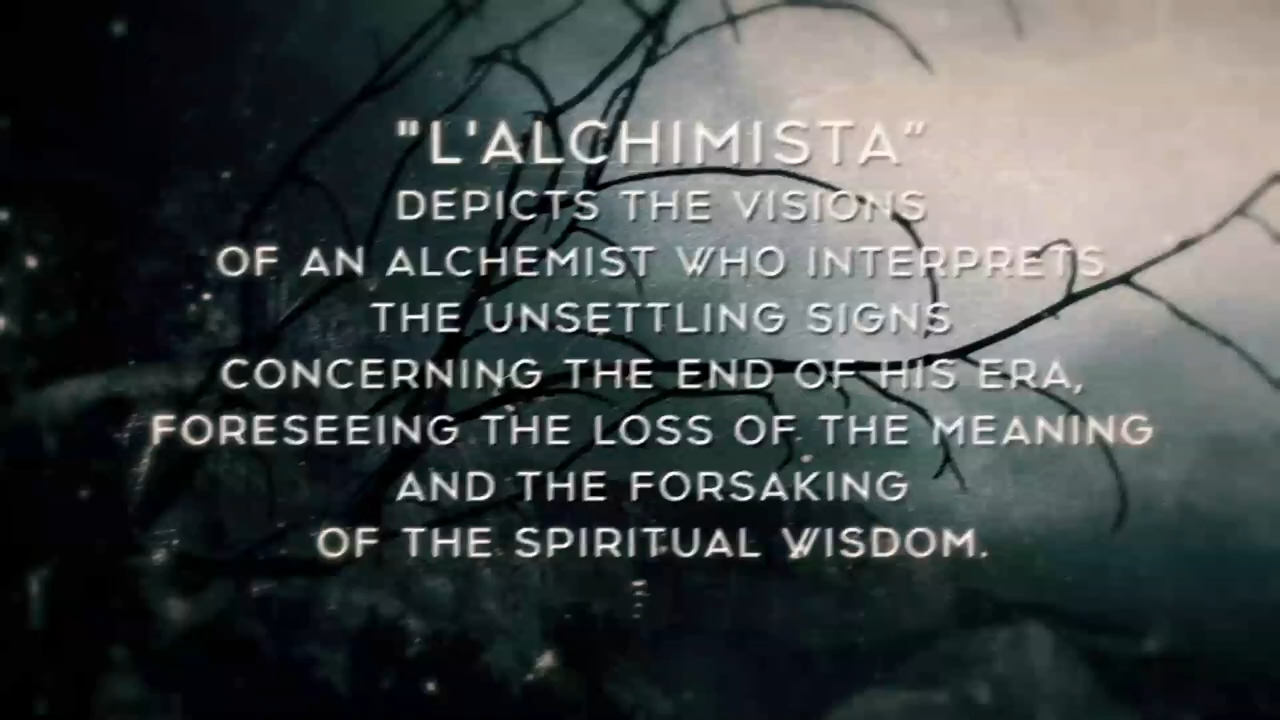 "L'ALCHIMISTA"
DEPICTS THE VISIONS
OF AN ALCHEMIST WHO INTERPRETS
THE UNSETTLING SIGNS
CONCERNING THE END OF HIS ERA,
FORESEEING THE LOSS OF THE MEANING
AND THE FORSAKING
OF THE SPIRITUAL WISDOM.